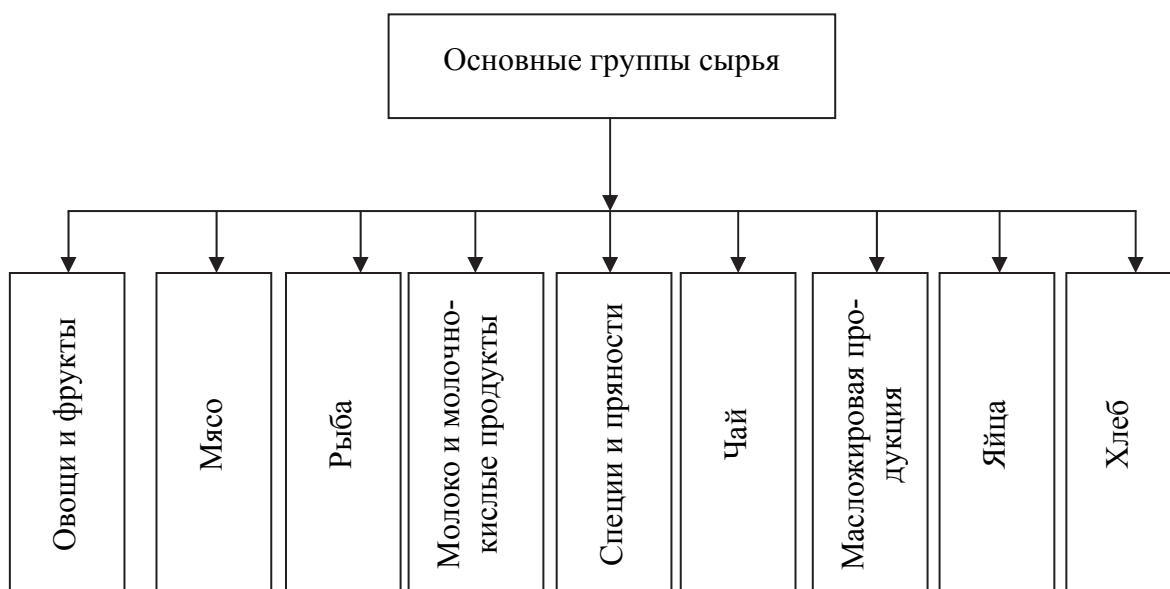 Основные группы сырья
Овощи и фрукты
Мясо
Рыба
Молоко и молочно-
кислые продукты
Специи и пряности
Чай
Масложировая про-
дукция
Яйца
Хлеб